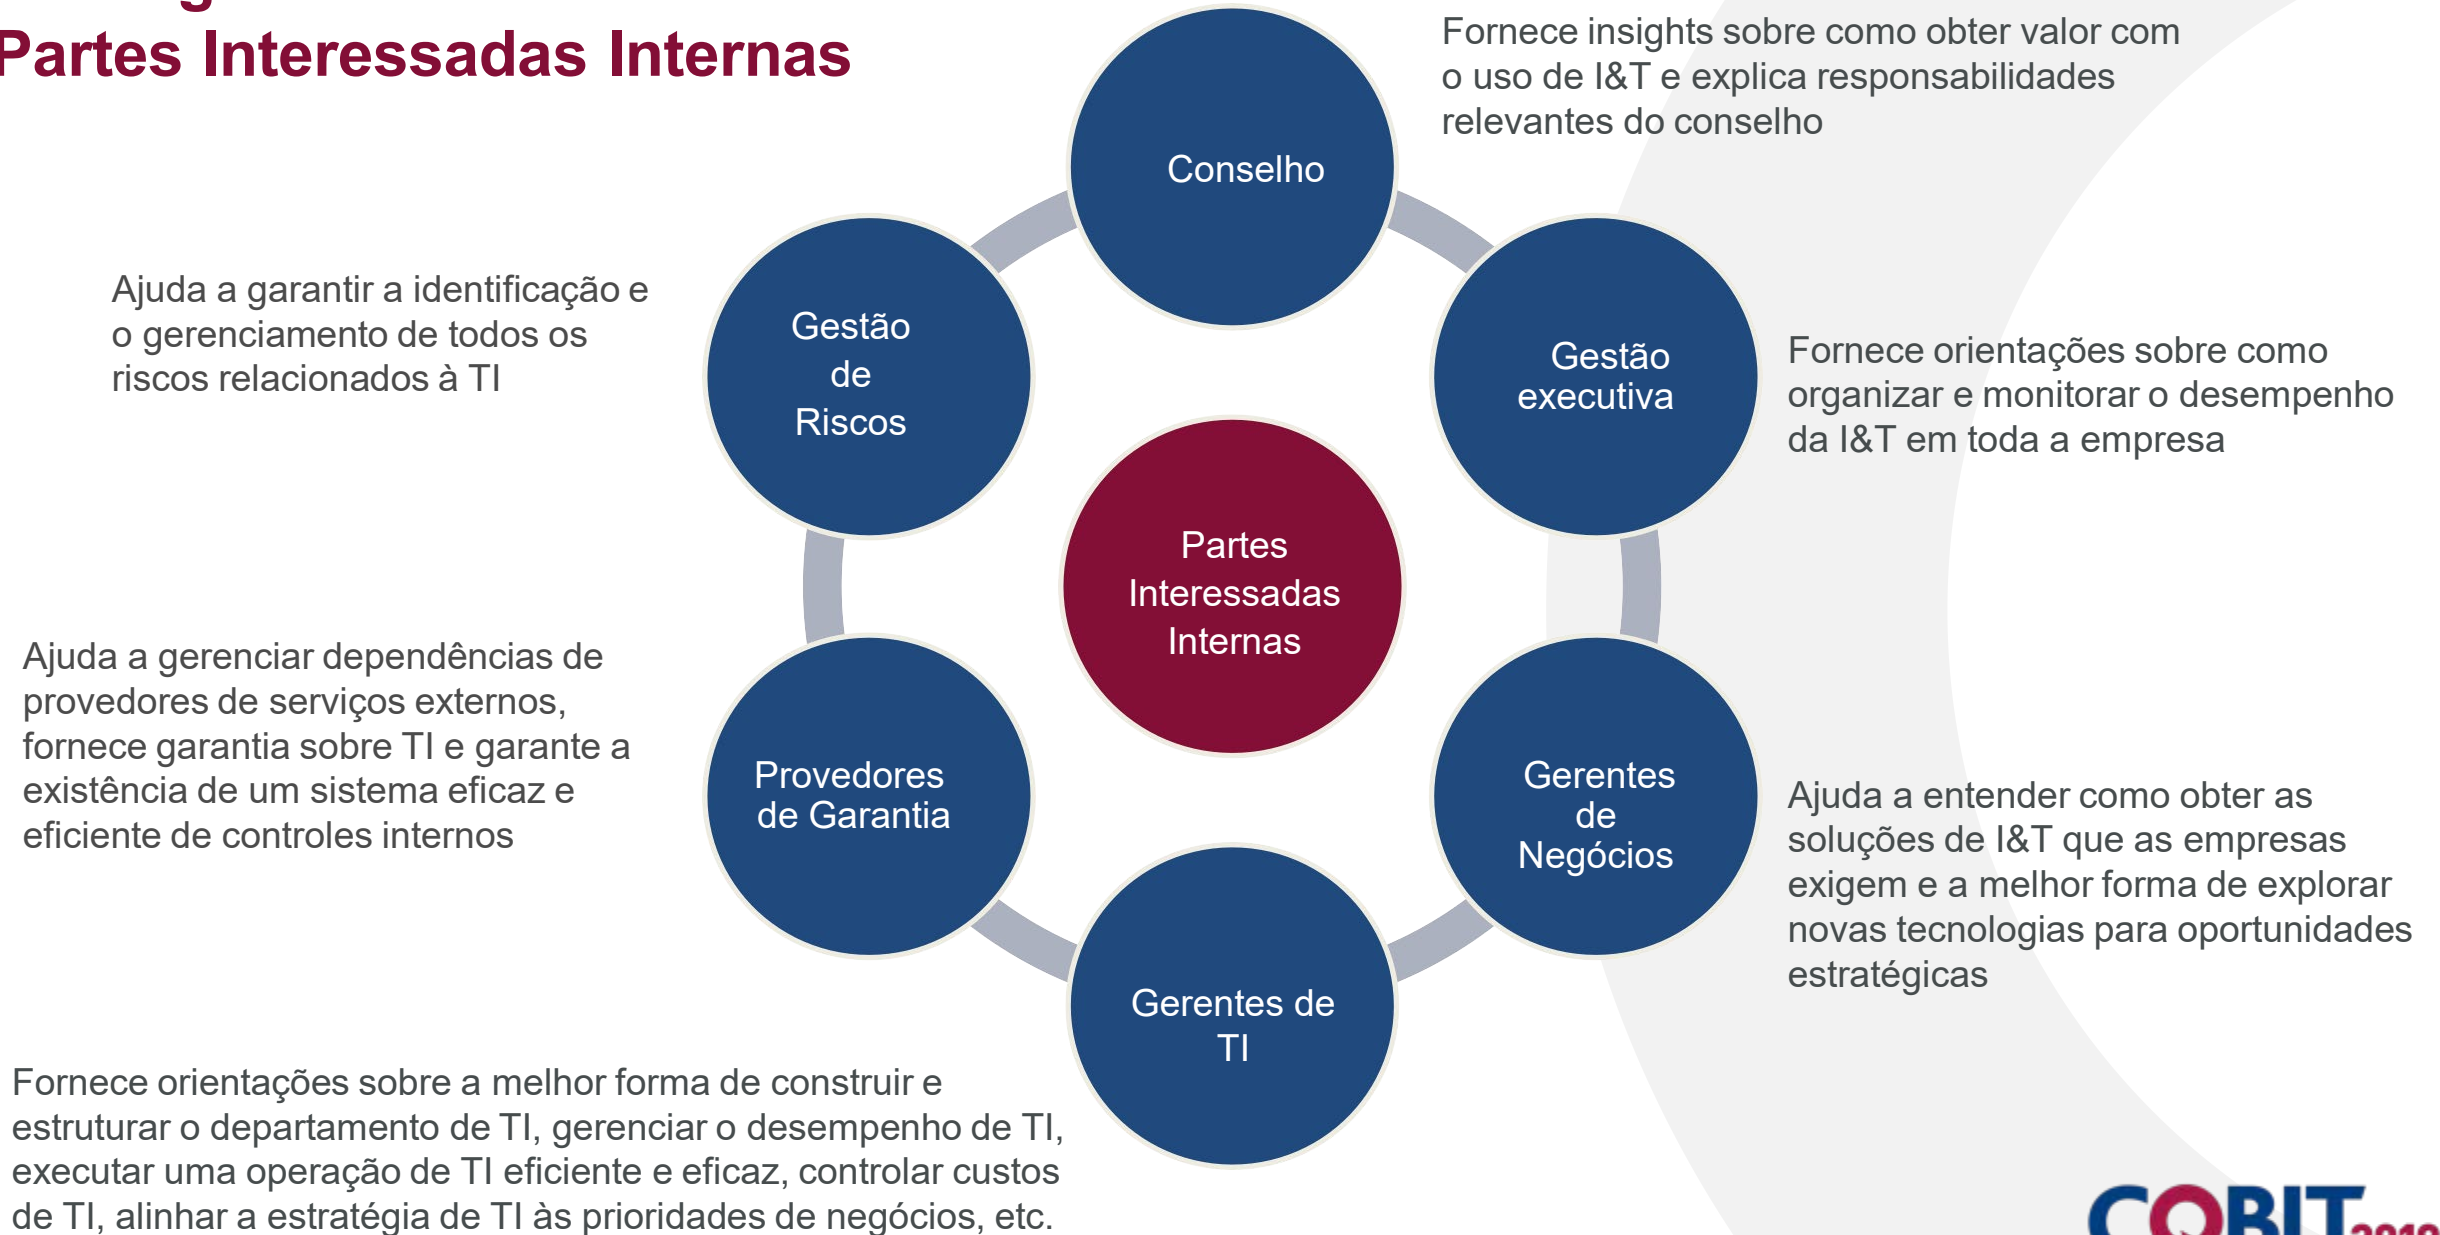 Partes Interessadas Internas
Fornece insights sobre como obter valor com
o uso de I&T e explica responsabilidades
relevantes do conselho
Conselho
Ajuda a garantir a identificação e
o gerenciamento de todos os
riscos relacionados à TI
Gestão
de
Riscos
Gestão
executiva
Fornece orientações sobre como
organizar e monitorar o desempenho
da I&T em toda a empresa
Partes
Interessadas
Internas
Ajuda a gerenciar dependências de
provedores de serviços externos,
fornece garantia sobre TI e garante a
existência de um sistema eficaz e
eficiente de controles internos
Provedores
de Garantia
Gerentes
de
Negócios
Ajuda a entender como obter as
soluções de I&T que as empresas
exigem e a melhor forma de explorar
novas tecnologias para oportunidades
estratégicas
Gerentes de
TI
Fornece orientações sobre a melhor forma de construir e
estruturar o departamento de TI, gerenciar o desempenho de TI,
executar uma operação de TI eficiente e eficaz, controlar custos
de TI, alinhar a estratégia de TI às prioridades de negócios, etc.
COBIT